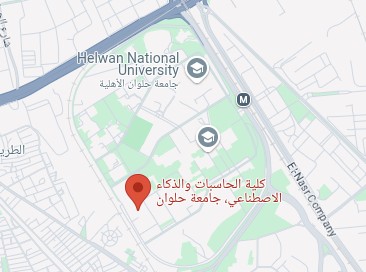 Helwan National
University
جامعة حلوان الأهلية
M
الطريق
كلية الحاسبات والذكاء
الاصطناعي، جامعة حلوان
El-Nasr Company